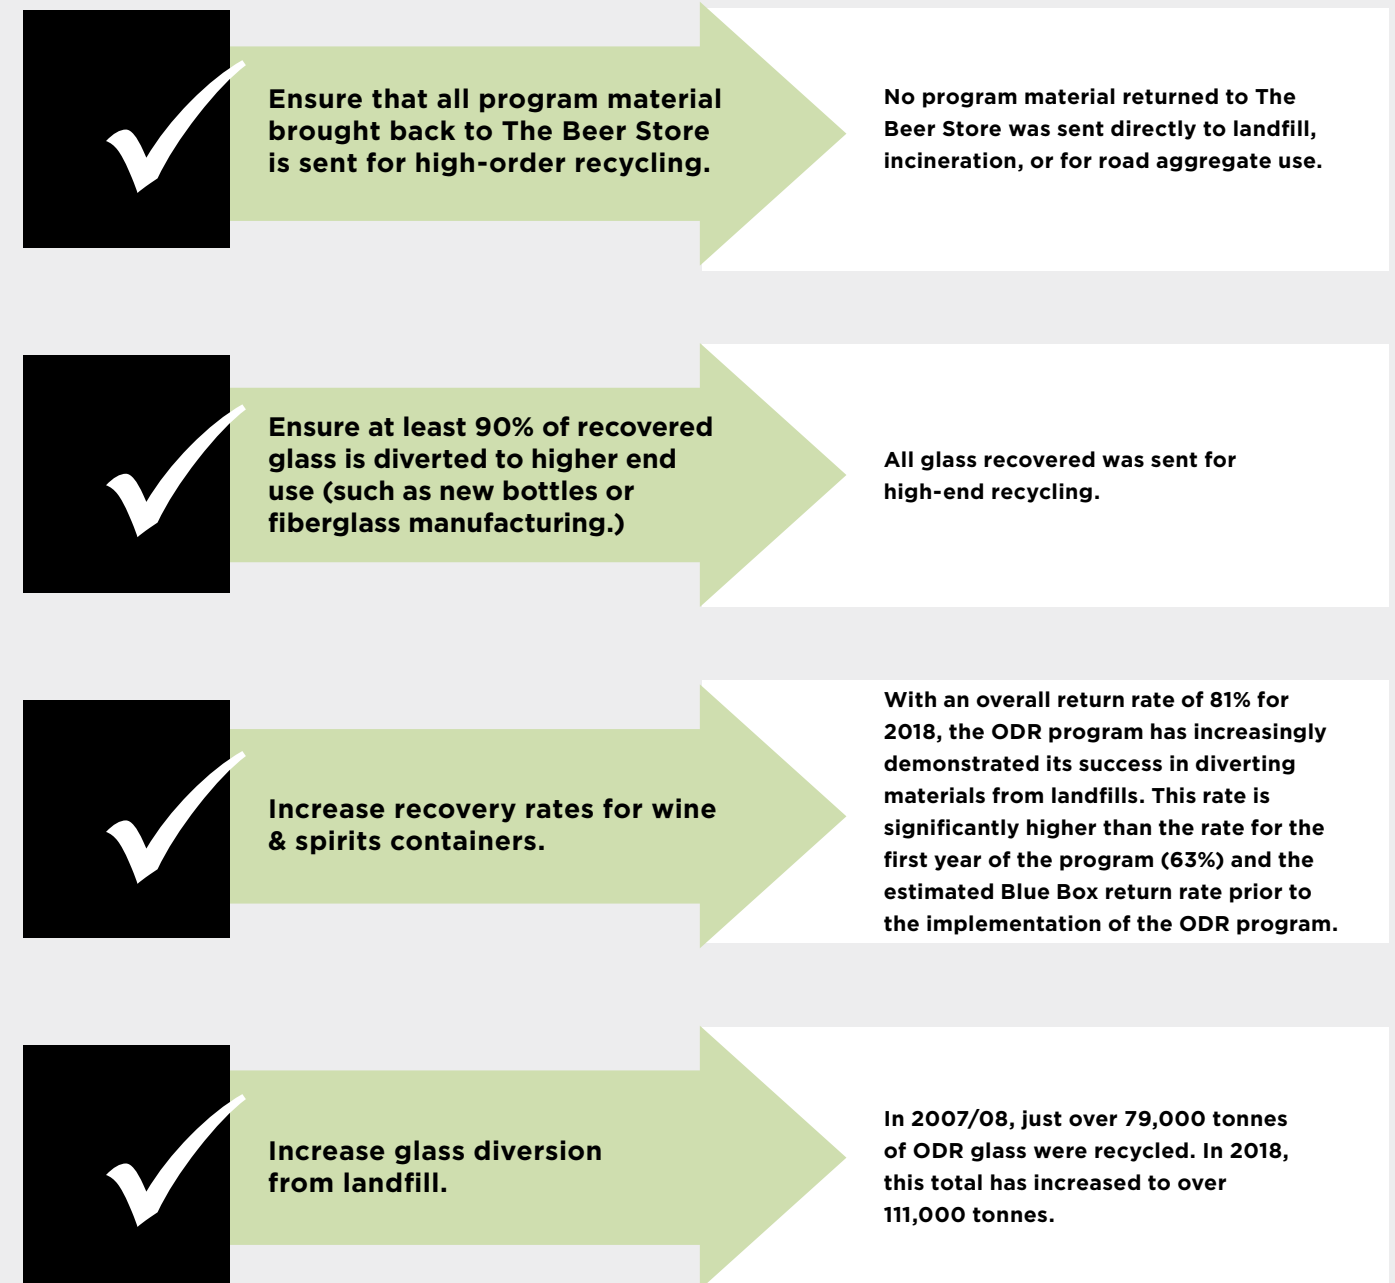 Ensure that all program material
brought back to The Beer Store
is sent for high-order recycling.
No program material returned to The
Beer Store was sent directly to landfill,
incineration, or for road aggregate use.
Ensure at least 90% of recovered
glass is diverted to higher end
use (such as new bottles or
fiberglass manufacturing.)
All glass recovered was sent for
high-end recycling.
Increase recovery rates for wine
& spirits containers.
With an overall return rate of 81% for
2018, the ODR program has increasingly
demonstrated its success in diverting
materials from landfills. This rate is
significantly higher than the rate for the
first year of the program (63%) and the
estimated Blue Box return rate prior to
the implementation of the ODR program.
Increase glass diversion
from landfill.
In 2007/08, just over 79,000 tonnes
of ODR glass were recycled. In 2018,
this total has increased to over
111,000 tonnes.